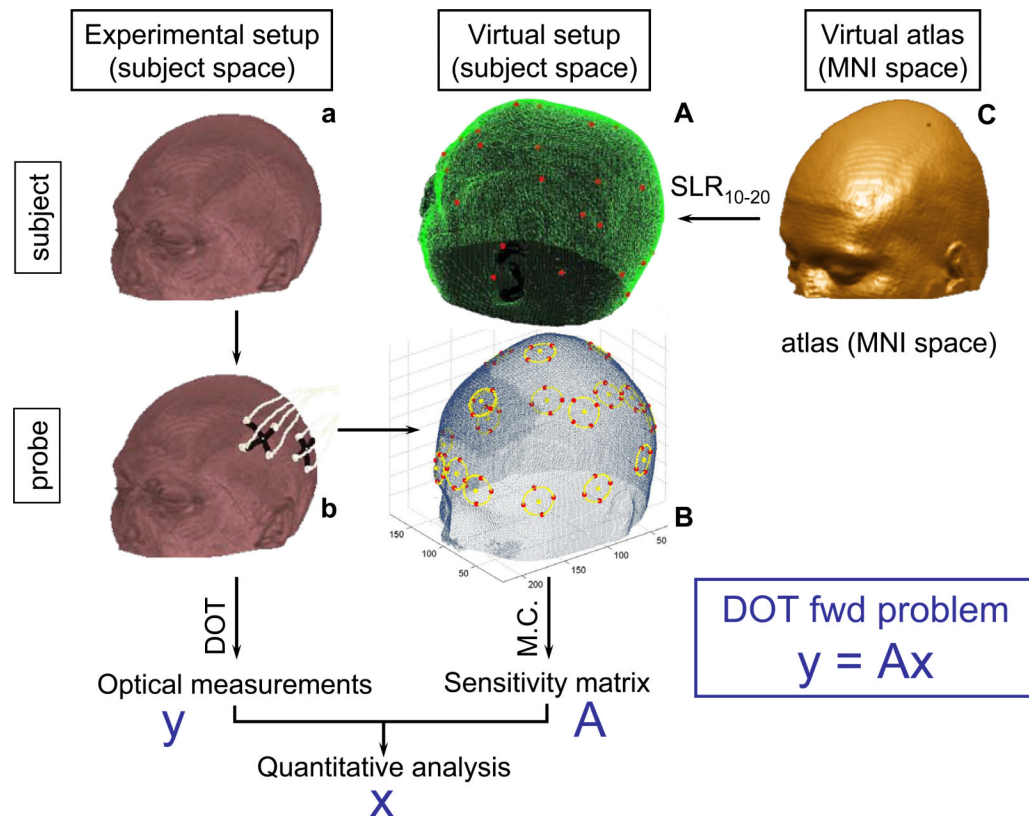 Experimental setup
(subject space)
Virtual setup
(subject space)
Virtual atlas
(MNI space)
a
A
C
subject
SLR10-20
atlas (MNI space)
probe
b
B
150
100
50
200
150
100
50
DOT
M.C.
DOT fwd problem
y = Ax
Optical measurements
y
Sensitivity matrix
A
Quantitative analysis
x